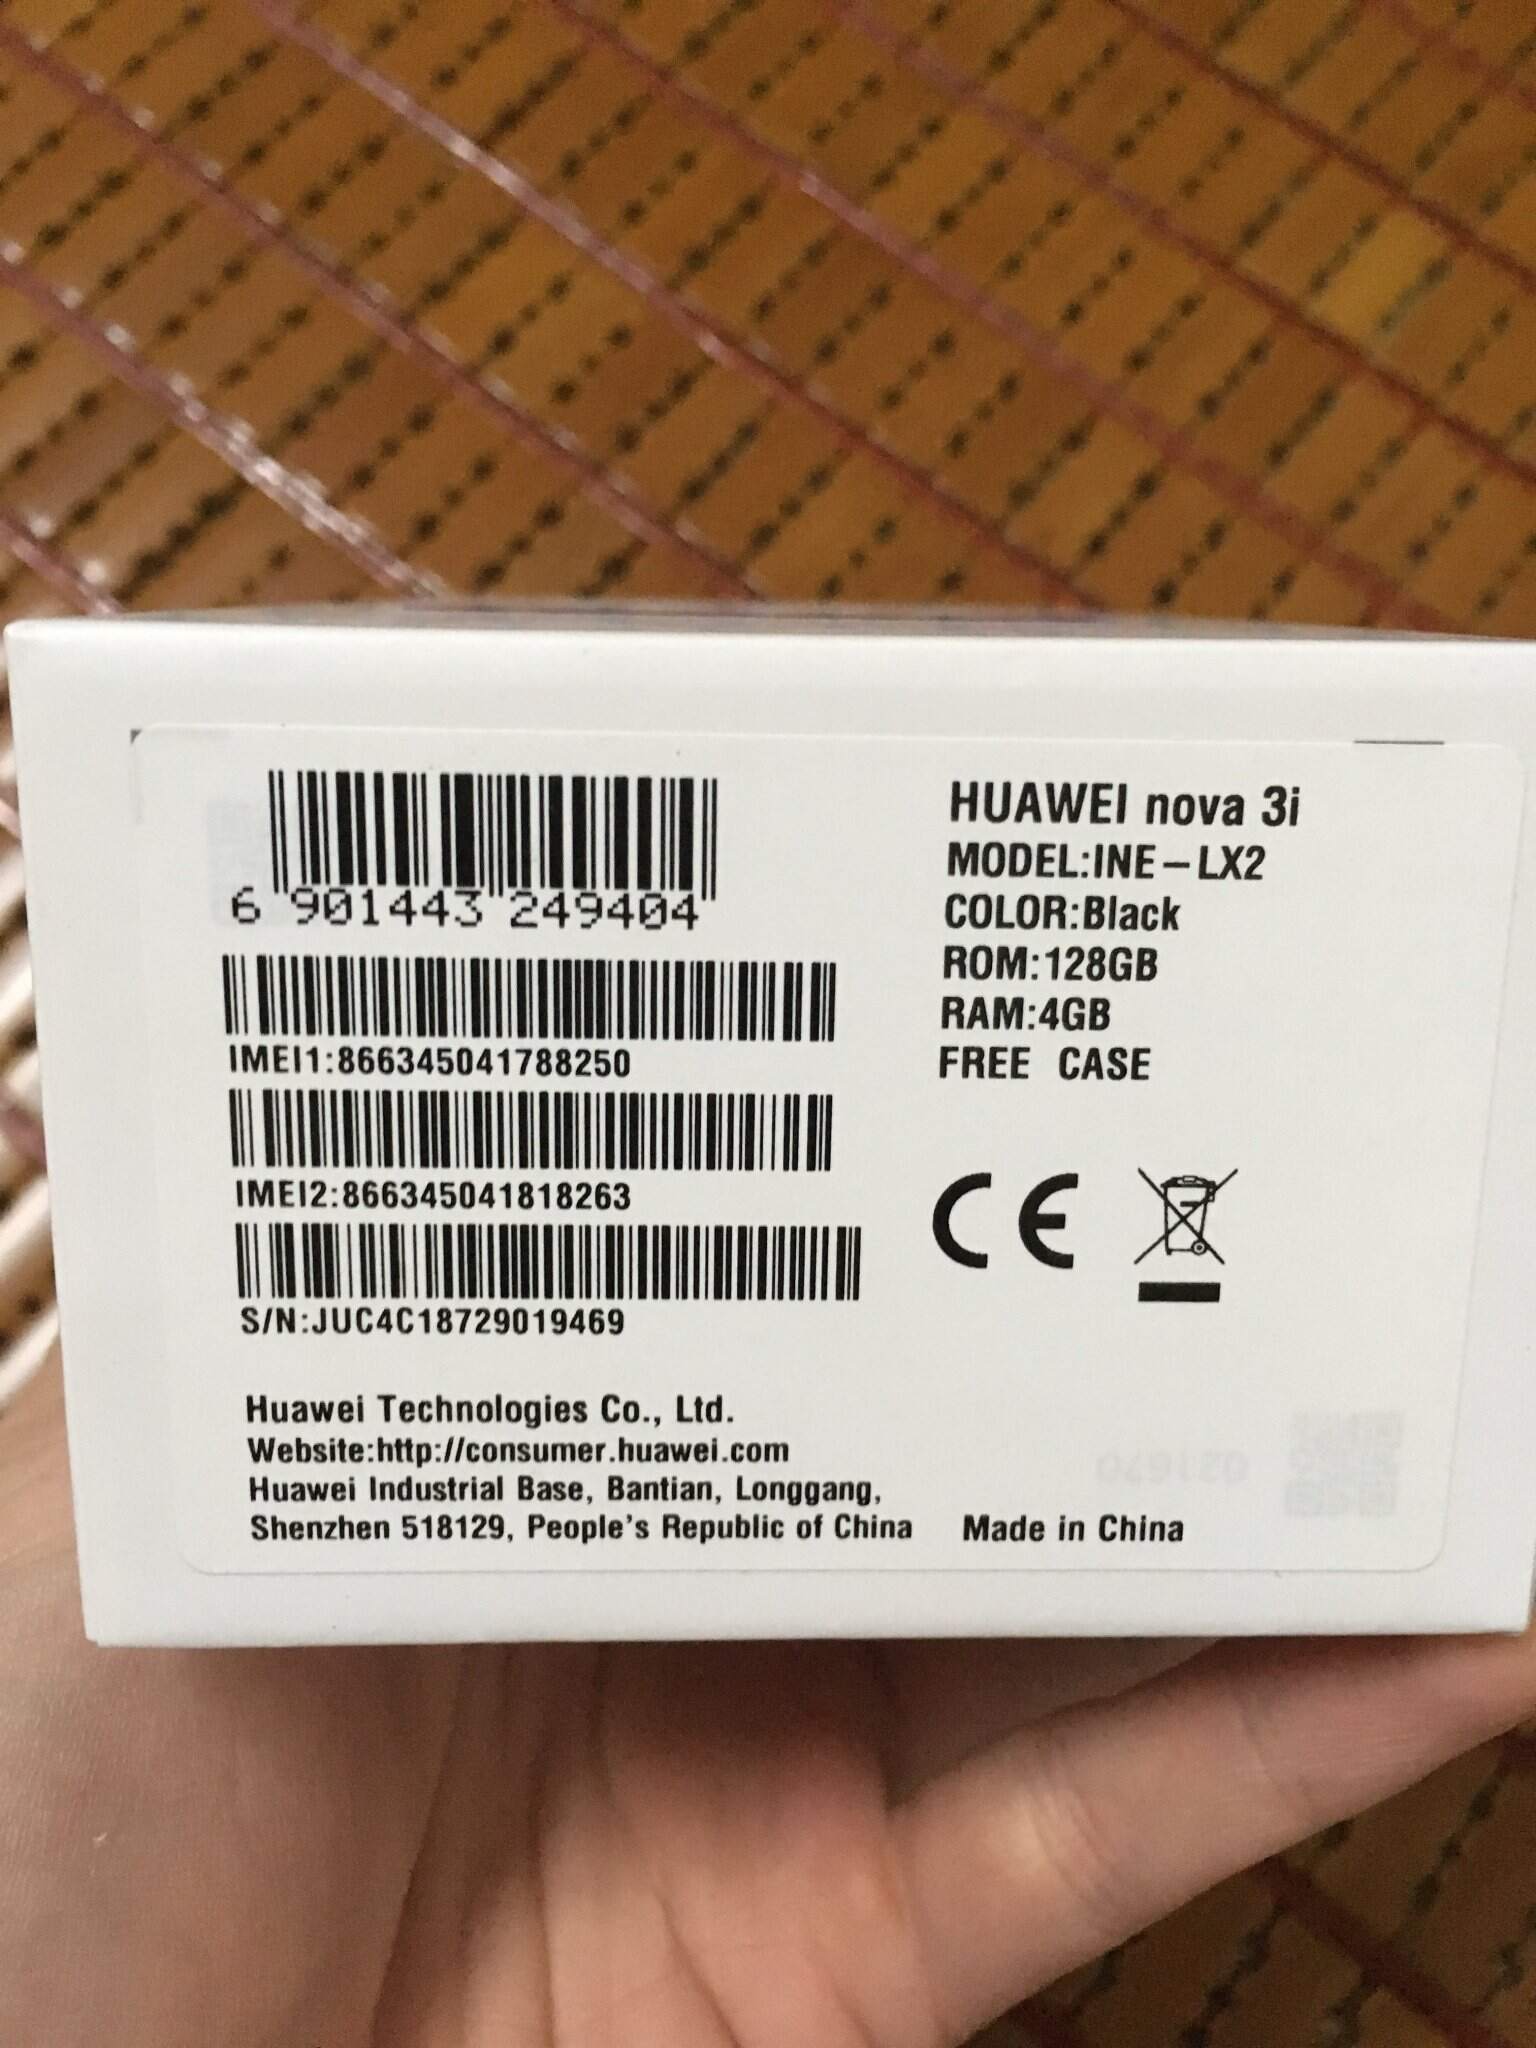 6 901443 249404
IMEI1:866345041788250
IMEI2:866345041818263
S/N:JUC4C18729019469
HUAWEI nova 3i
MODEL:INE-LX2
COLOR:Black
ROM:128GB
RAM:4GB
FREE CASE
CE
Huawei Technologies Co., Ltd.
Website:http://consumer.huawei.com
Huawei Industrial Base, Bantian, Longgang,
Shenzhen 518129, People's Republic of China
Made in China